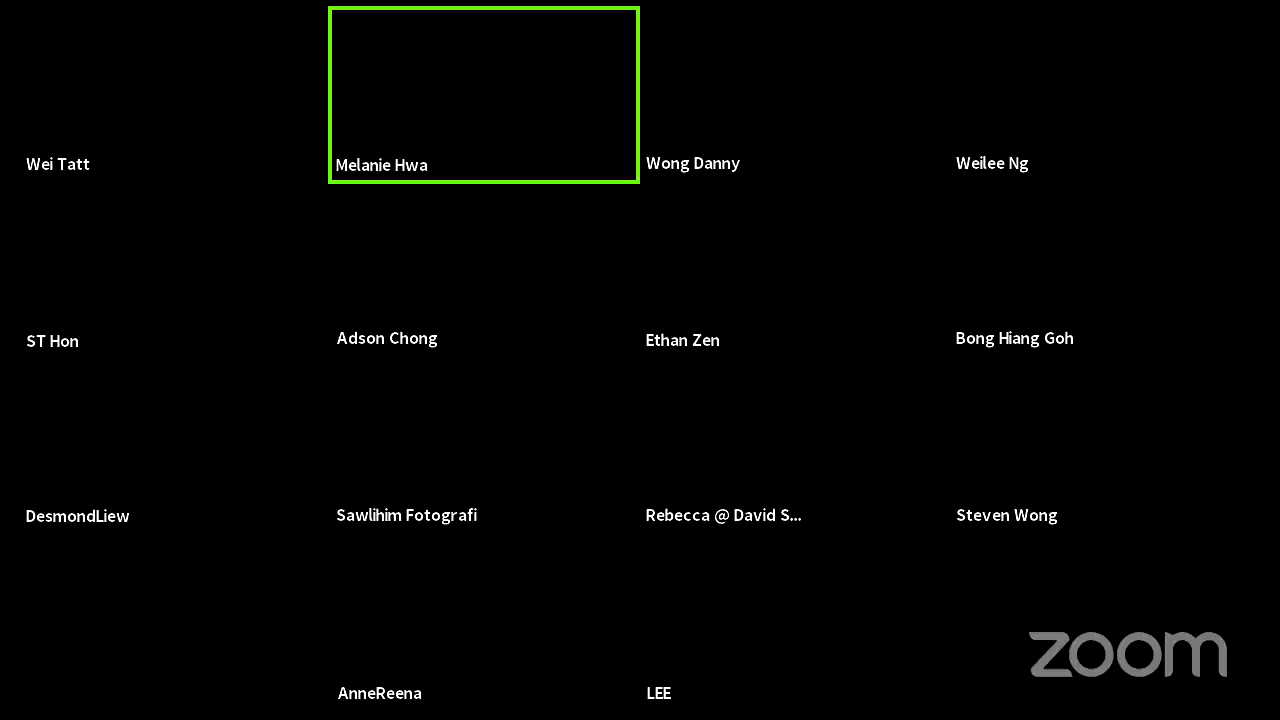 Wei Tatt
Melanie Hwa
Wong Danny
Weilee Ng
ST Hon
Adson Chong
Ethan Zen
Bong Hiang Goh
DesmondLiew
Sawlihim Fotografi
Rebecca @ David S...
Steven Wong
zoom
AnneReena
LEE